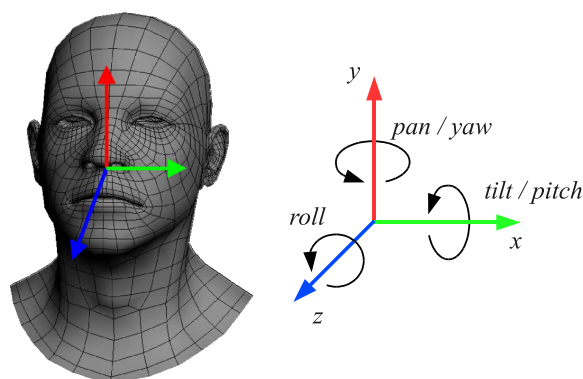 y
pan / yaw
tilt / pitch
roll
x
z